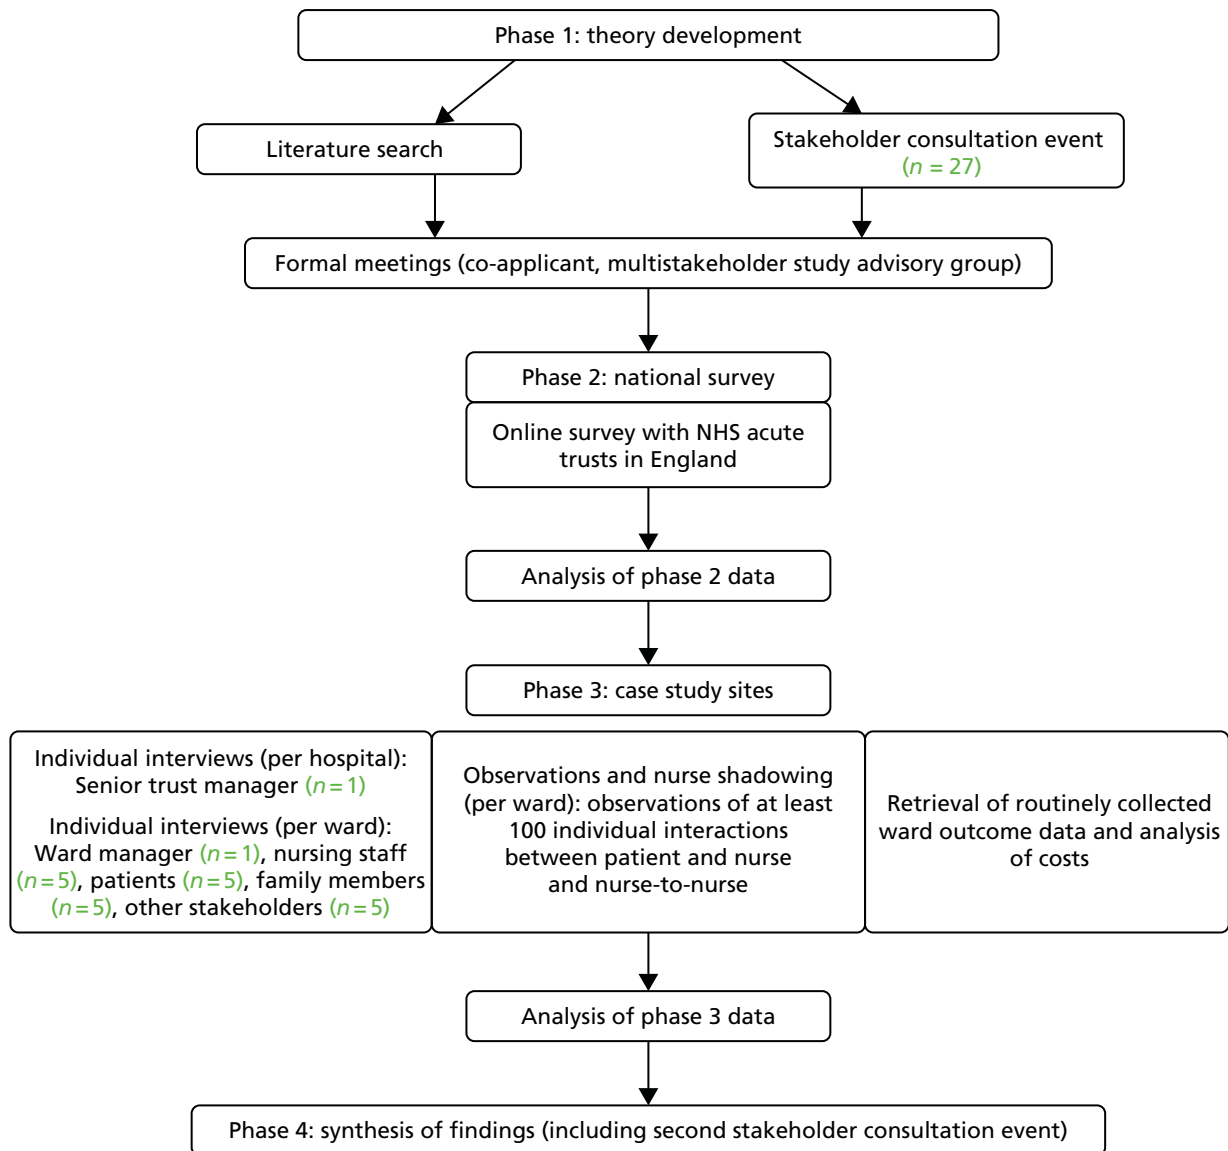 Phase 1: theory development
Literature search
Stakeholder consultation event
(n = 27)
Formal meetings (co-applicant, multistakeholder study advisory group)
Phase 2: national survey
Online survey with NHS acute
trusts in England
Analysis of phase 2 data
Phase 3: case study sites
Individual interviews (per hospital):
Senior trust manager (n = 1)
Individual interviews (per ward):
Ward manager (n = 1), nursing staff
(n = 5), patients (n = 5), family members
(n = 5), other stakeholders (n = 5)
Observations and nurse shadowing
(per ward): observations of at least
100 individual interactions
between patient and nurse
and nurse-to-nurse
Retrieval of routinely collected
ward outcome data and analysis
of costs
Analysis of phase 3 data
Phase 4: synthesis of findings (including second stakeholder consultation event)